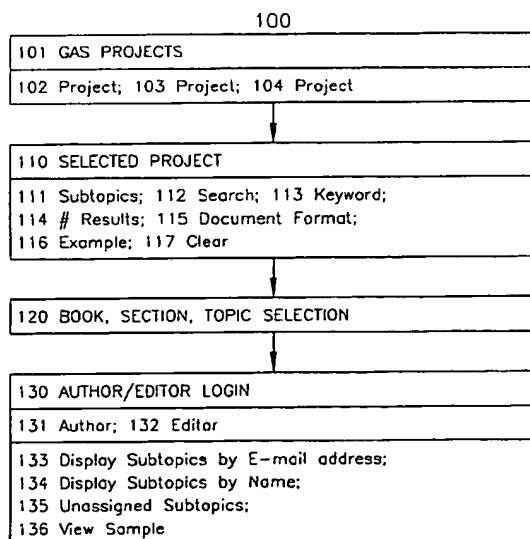 100
101 GAS PROJECTS
102 Project; 103 Project; 104 Project
110 SELECTED PROJECT
111 Subtopics; 112 Search; 113 Keyword;
114 # Results; 115 Document Format;
116 Example; 117 Clear
120 BOOK, SECTION, TOPIC SELECTION
130 AUTHOR/EDITOR LOGIN
131 Author; 132 Editor
133 Display Subtopics by E-mail address;
134 Display Subtopics by Name;
135 Unassigned Subtopics;
136 View Sample